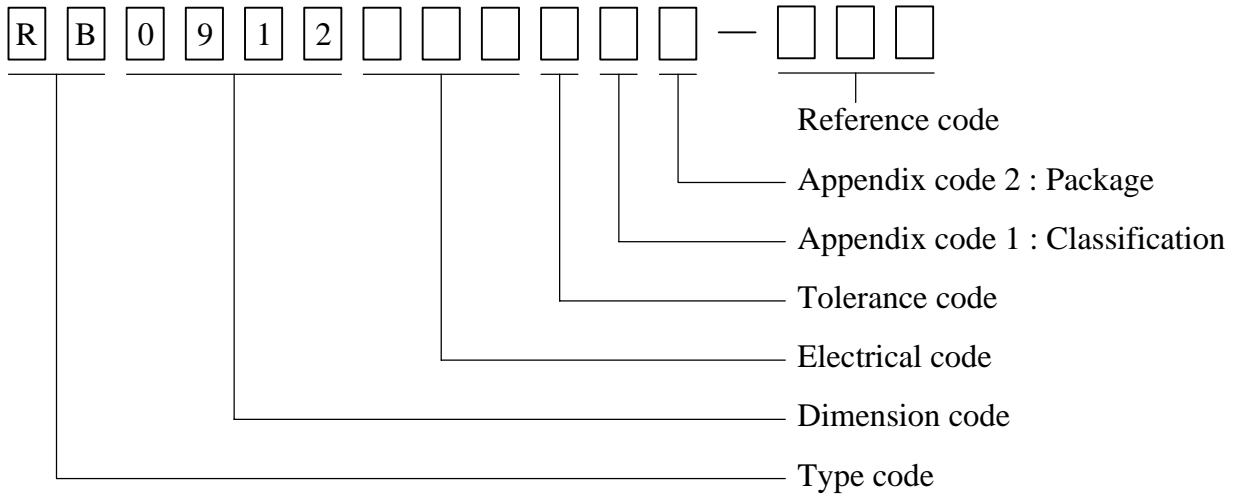 R B 0 9 1 2 —
Reference code
Appendix code 2 : Package
Appendix code 1 : Classification
Tolerance code
Electrical code
Dimension code
Type code